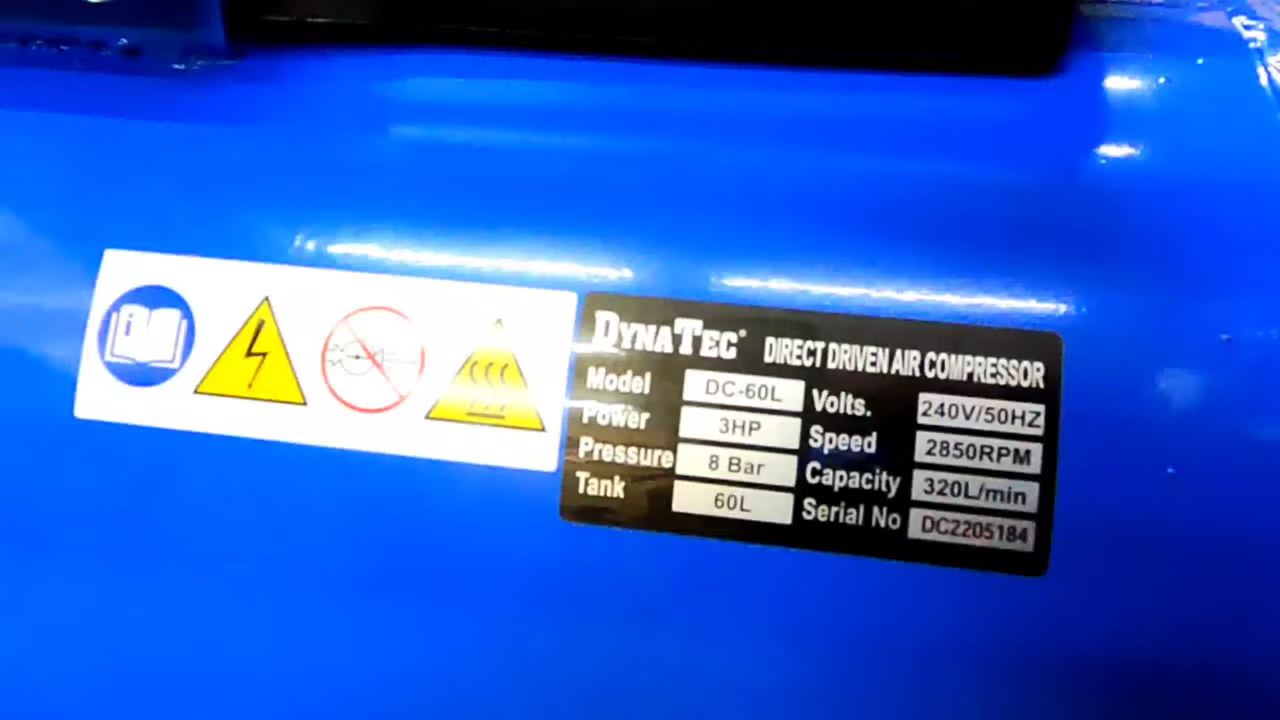 DYNATEC® DIRECT DRIVEN AIR COMPRESSOR
Model DC-60L Volts. 240V/50HZ
Power 3HP Speed 2850RPM
Pressure 8 Bar Capacity 320L/min
Tank 60L Serial No DC2205184